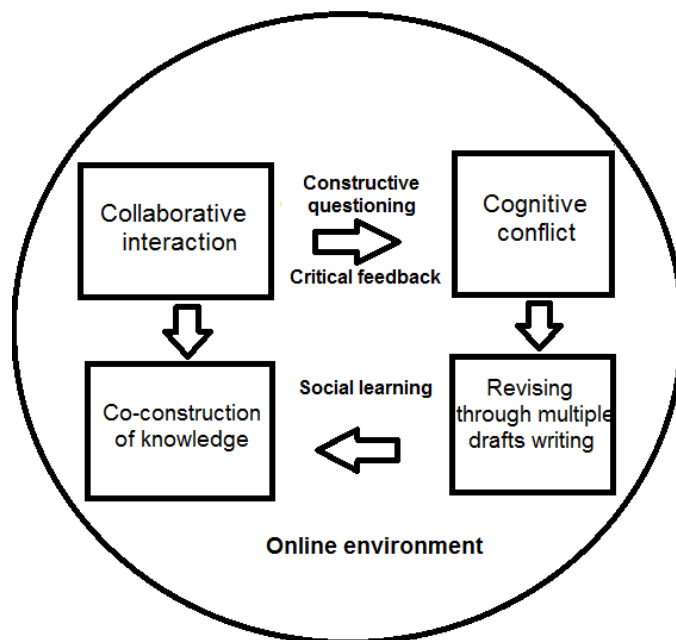 Collaborative
interaction
Constructive
questioning
Critical feedback
Cognitive
conflict
Co-construction
of knowledge
Social learning
Revising
through multiple
drafts writing
Online environment